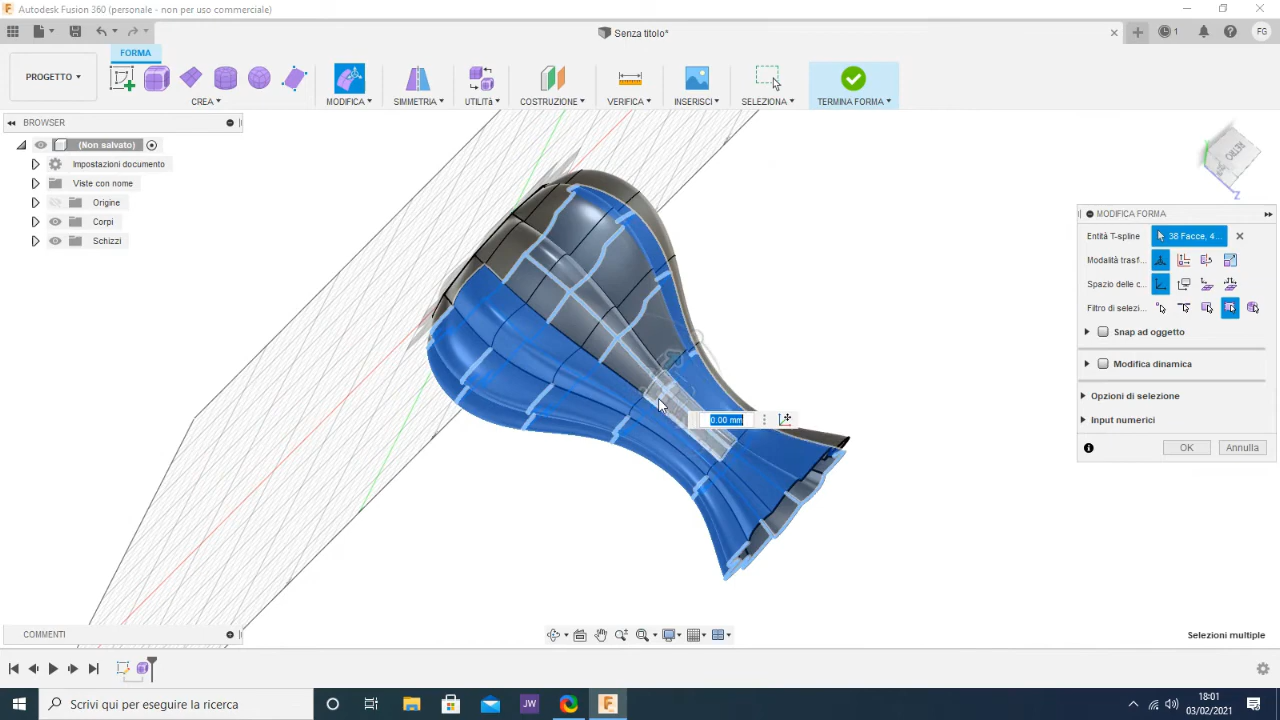 Autodesk Fusion 360 (personale - non per uso commerciale)
Senza titolo*
1
FG
FORMA
PROGETTO
CREA
MODIFICA
SIMMETRIA
UTILITÀ
COSTRUZIONE
VERIFICA
INSERISCI
SELEZIONA
TERMINA FORMA
BROWSER
(Non salvato)
Impostazioni documento
Viste con nome
Origine
Corpi
Schizzi
Z
MODIFICA FORMA
Entità T-spline
38 Facce, 4...
Modalità trasf...
Spazio delle c...
Filtro di selezi...
Snap ad oggetto
Modifica dinamica
Opzioni di selezione
Input numerici
OK
Annulla
0.00 mm
COMMENTI
Selezioni multiple
Scrivi qui per eseguire la ricerca
JW
F
18:01
03/02/2021